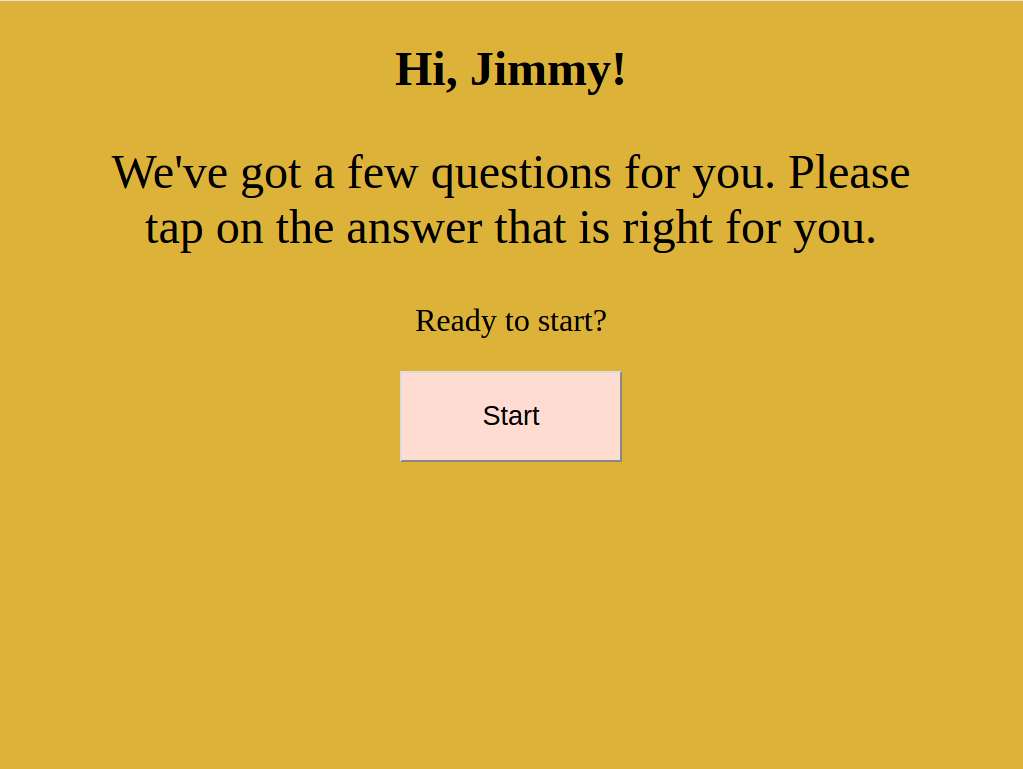 Hi, Jimmy!
We've got a few questions for you. Please
tap on the answer that is right for you.
Ready to start?
Start